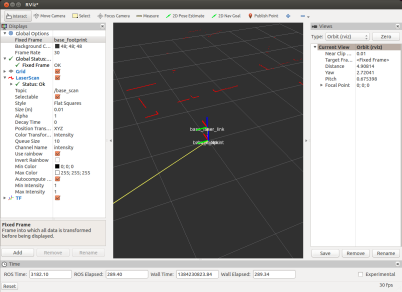 RViz*
Interact Move Camera Select Focus Camera Measure 2D Pose Estimate 2D Nav Goal Publish Point
Displays
Global Options
Fixed Frame base_footprint
Background C... 48; 48; 48
Frame Rate 30
Global Status:...
Fixed Frame OK
Grid
LaserScan
Status: Ok
Topic /base_scan
Selectable
Style Flat Squares
Size (m) 0.01
Alpha 1
Decay Time 0
Position Trans... XYZ
Color Transfor... Intensity
Queue Size 10
Channel Name intensity
Use rainbow
Invert Rainbow
Min Color 0; 0; 0
Max Color 255; 255; 255
Autocompute ...
Min Intensity 1
Max Intensity 1
TF
Fixed Frame
Frame into which all data is transformed
before being displayed.
Add Remove Rename
Views
Type: Orbit (rviz) Zero
Current View Orbit (rviz)
Near Clip ... 0.01
Target Fra... <Fixed Frame>
Distance 4.90814
Yaw 2.72041
Pitch 0.675398
Focal Point 0; 0; 0
Save Remove Rename
Time
ROS Time: 3182.10 ROS Elapsed: 289.40 Wall Time: 1384230823.84 Wall Elapsed: 289.34 Experimental
Reset 30 fps